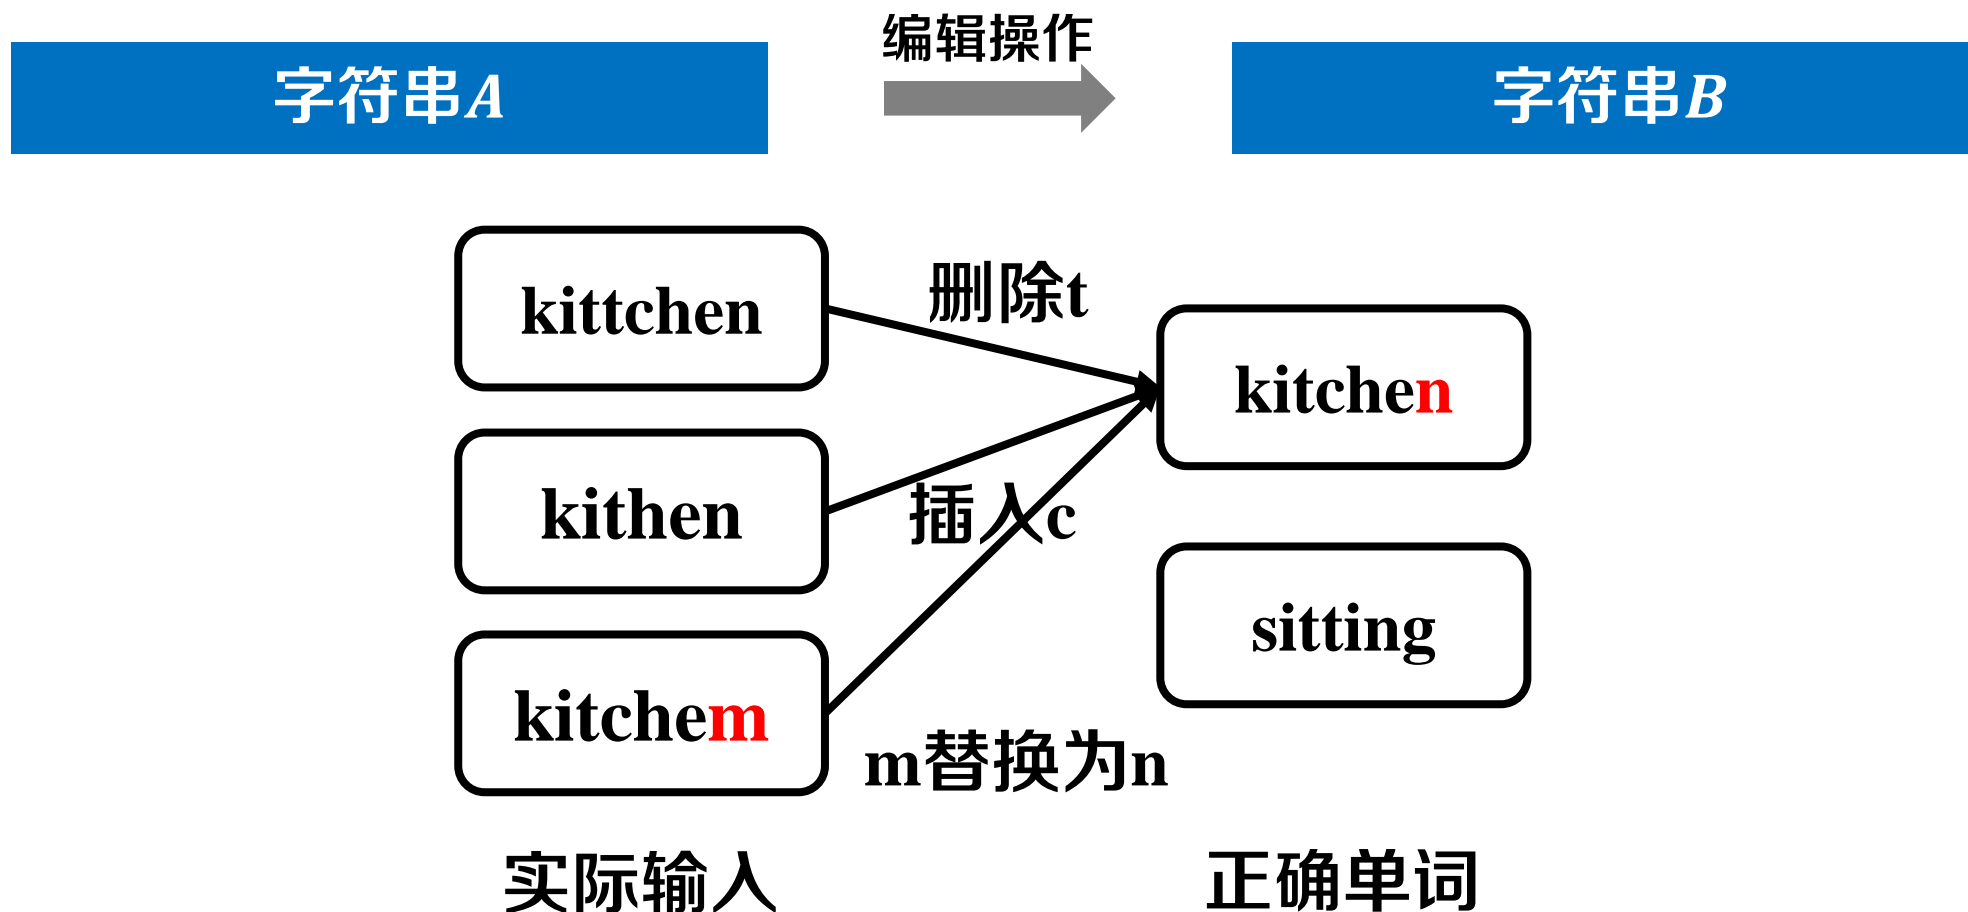 编辑操作
字符串A
字符串B
kittchen
删除t
kitchen
kithen
插入c
sitting
kitchem
m替换为n
实际输入
正确单词